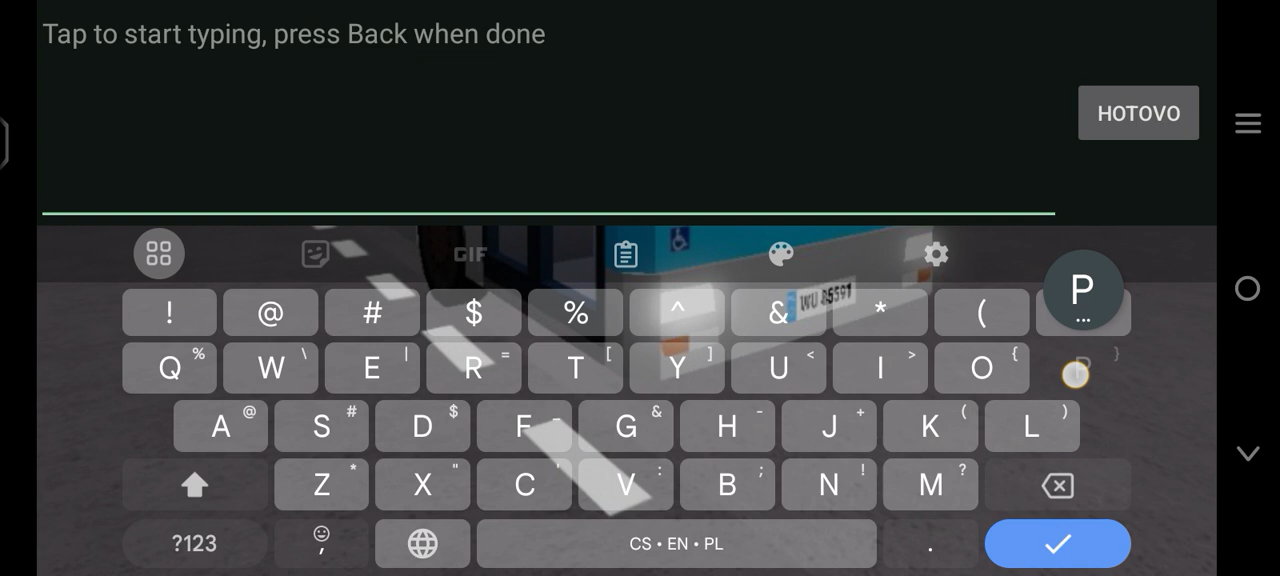 Tap to start typing, press Back when done
HOTOVO
GIF
P
...
! @ # $ % ^ & * (
WU 85591
Q % W \ E | R = T [ Y ] U < I > O { P }
A @ S # D $ F - G & H - J + K ( L )
Z * X " C ' V : B ; N ! M ?
?123 , CS • EN • PL .